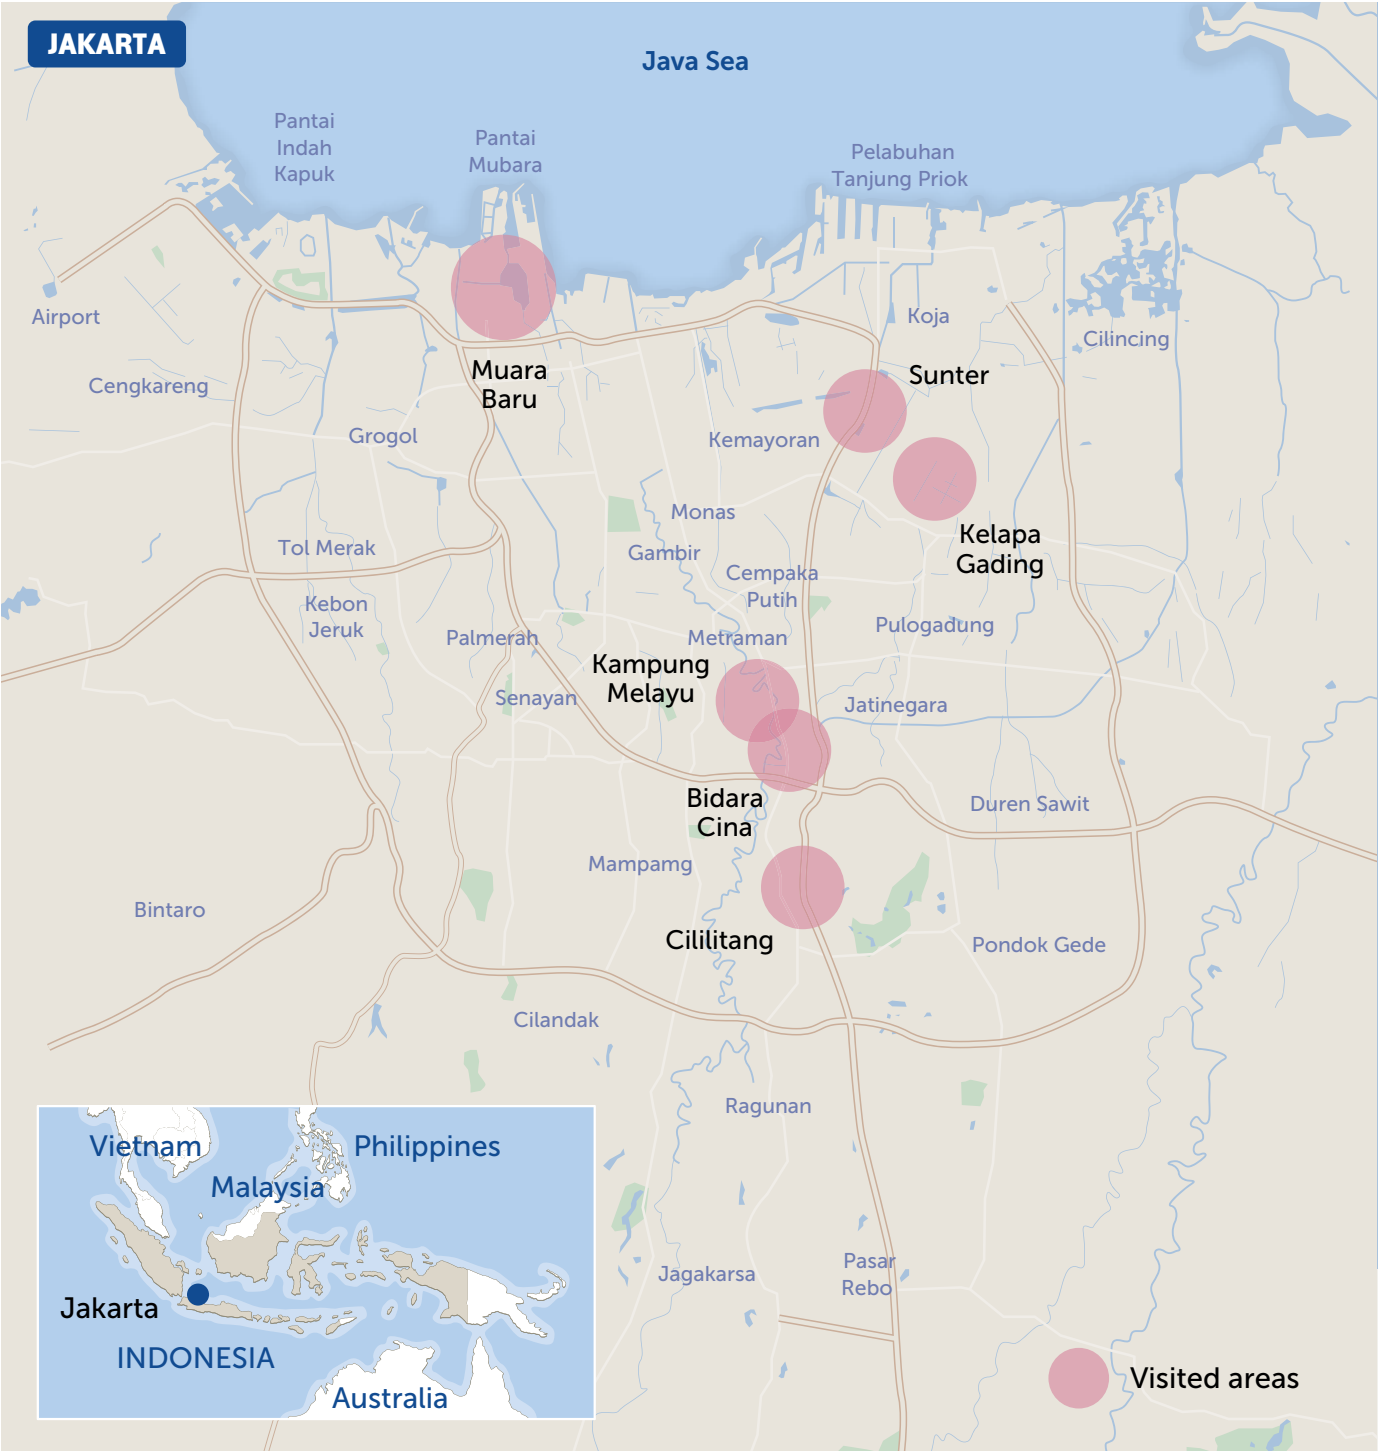 JAKARTA
Java Sea
Pantai
Indah
Kapuk
Pantai
Mubara
Pelabuhan
Tanjung Priok
Airport
Koja
Cilincing
Muara
Baru
Sunter
Cengkareng
Grogol
Kemayoran
Monas
Kelapa
Gading
Tol Merak
Gambir
Cempaka
Putih
Kebon
Jeruk
Palmerah
Metraman
Pulogadung
Kampung
Melayu
Senayan
Jatinegara
Bidara
Cina
Duren Sawit
Mampamg
Bintaro
Cililitang
Pondok Gede
Cilandak
Ragunan
Vietnam
Philippines
Malaysia
Jagakarsa
Pasar
Rebo
Jakarta
INDONESIA
Australia
Visited areas